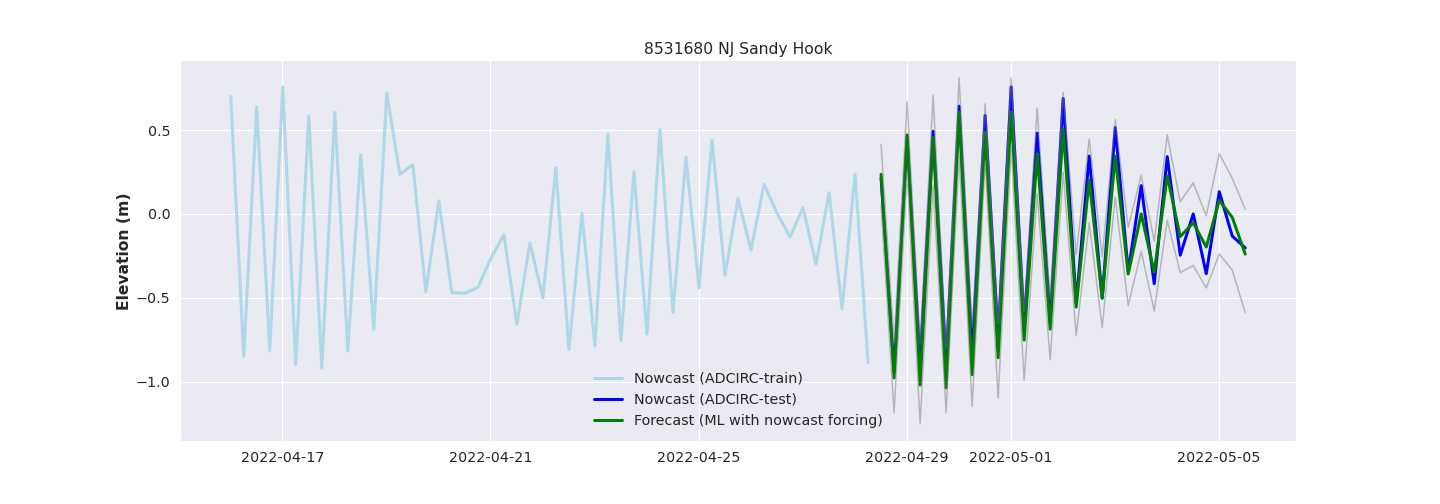 8531680 NJ Sandy Hook
Elevation (m)
0.5
0.0
−0.5
−1.0
Nowcast (ADCIRC-train)
Nowcast (ADCIRC-test)
Forecast (ML with nowcast forcing)
2022-04-17
2022-04-21
2022-04-25
2022-04-29
2022-05-01
2022-05-05